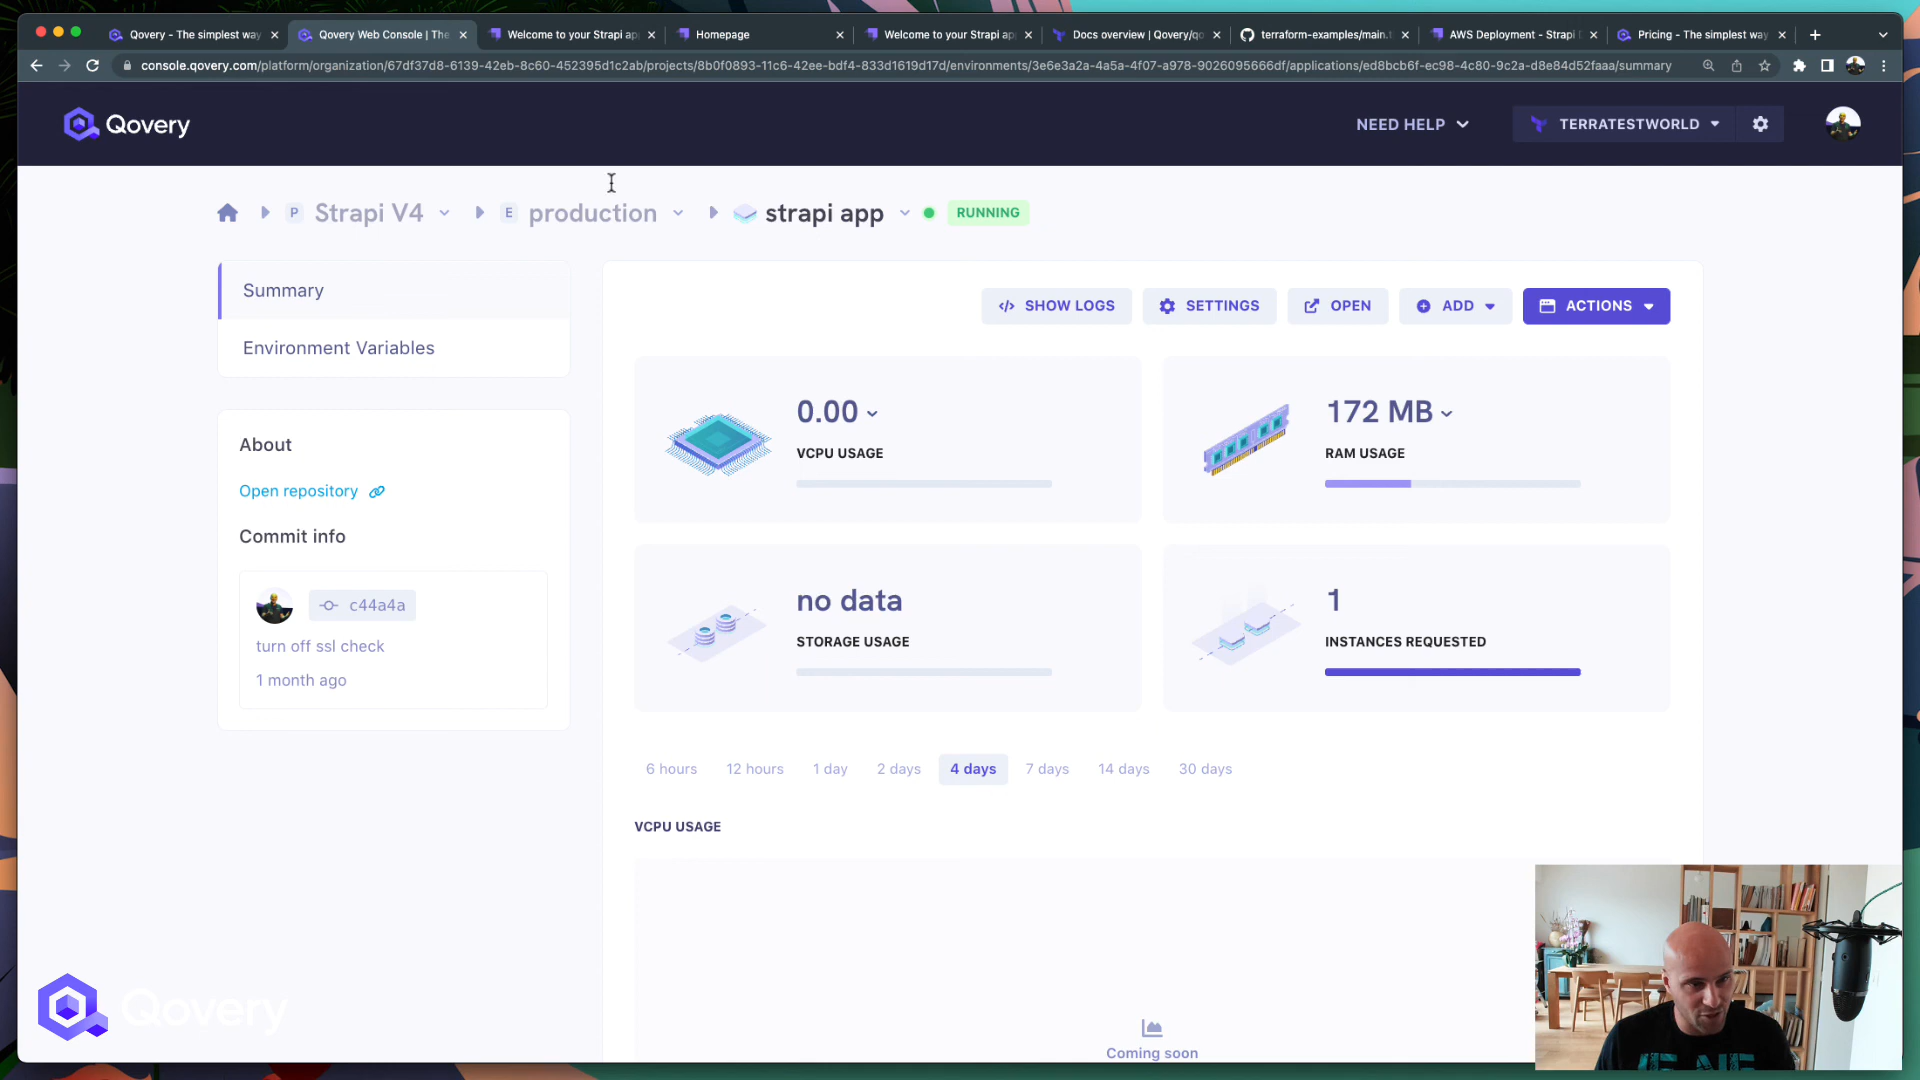 Qovery - The simplest way
Qovery Web Console | The
Welcome to your Strapi ap
Homepage
Welcome to your Strapi ap
Docs overview | Qovery/qo
terraform-examples/main.t
AWS Deployment - Strapi
Pricing - The simplest way
console.qovery.com/platform/organization/67df37d8-6139-42eb-8c60-452395d1c2ab/projects/8b0f0893-11c6-42ee-bdf4-833d1619d17d/environments/3e6e3a2a-4a5a-4f07-a978-9026095666df/applications/ed8bcb6f-ec98-4c80-9c2a-d8e84d52faaa/summary
Qovery
NEED HELP
TERRATESTWORLD
P Strapi V4
E production
strapi app
RUNNING
Summary
Environment Variables
SHOW LOGS
SETTINGS
OPEN
ADD
ACTIONS
About
Open repository
Commit info
c44a4a
turn off ssl check
1 month ago
0.00
VCPU USAGE
172 MB
RAM USAGE
no data
STORAGE USAGE
1
INSTANCES REQUESTED
6 hours
12 hours
1 day
2 days
4 days
7 days
14 days
30 days
VCPU USAGE
Coming soon
Qovery